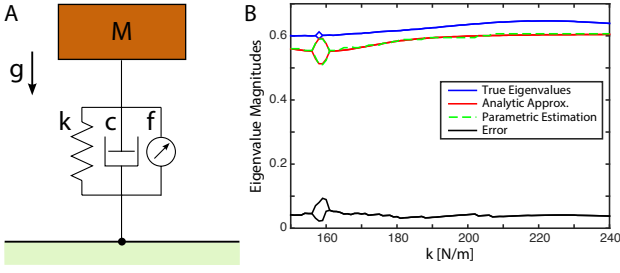 A
M
g
k
c
f
B
Eigenvalue Magnitudes
0.6
0.4
0.2
0
True Eigenvalues
Analytic Approx.
Parametric Estimation
Error
160 180 200 220 240
k [N/m]